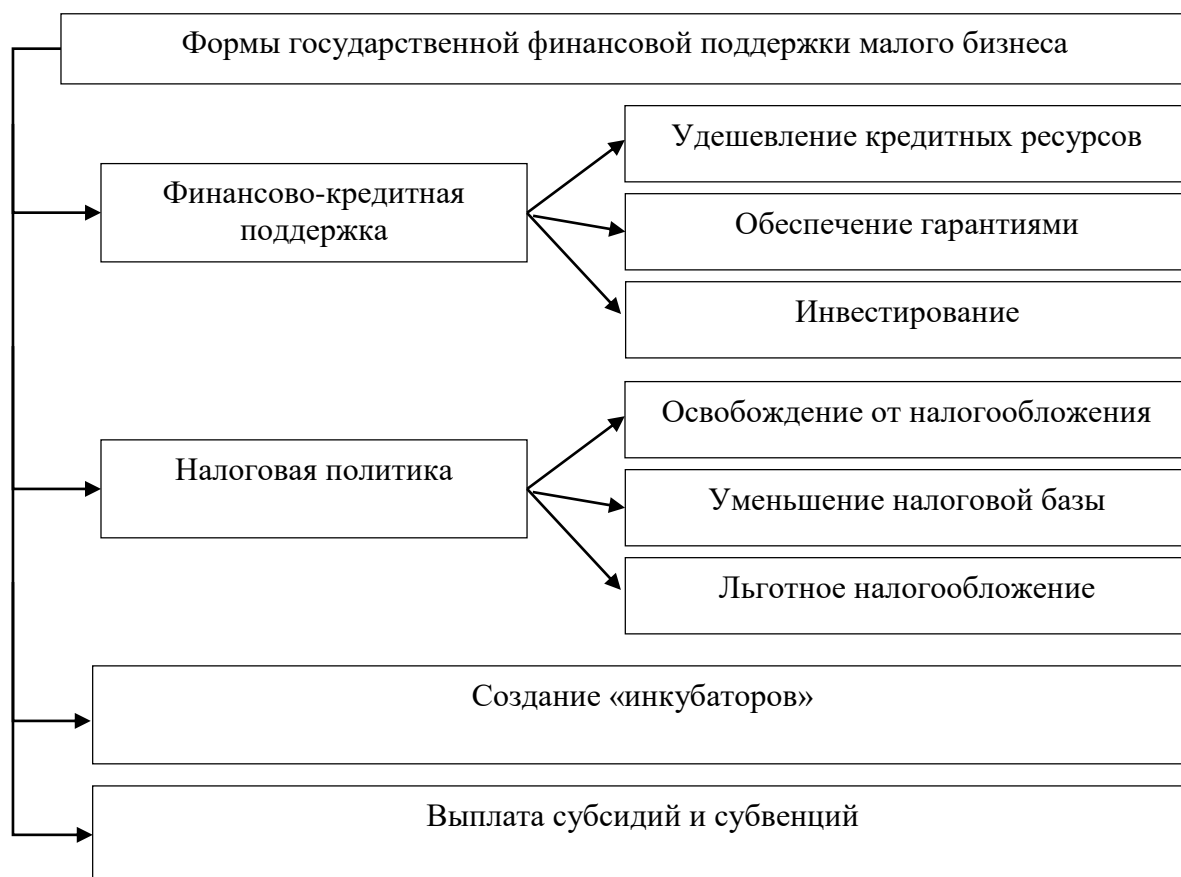 Формы государственной финансовой поддержки малого бизнеса
Удешевление кредитных ресурсов
Финансово-кредитная
поддержка
Обеспечение гарантиями
Инвестирование
Освобождение от налогообложения
Налоговая политика
Уменьшение налоговой базы
Льготное налогообложение
Создание «инкубаторов»
Выплата субсидий и субвенций